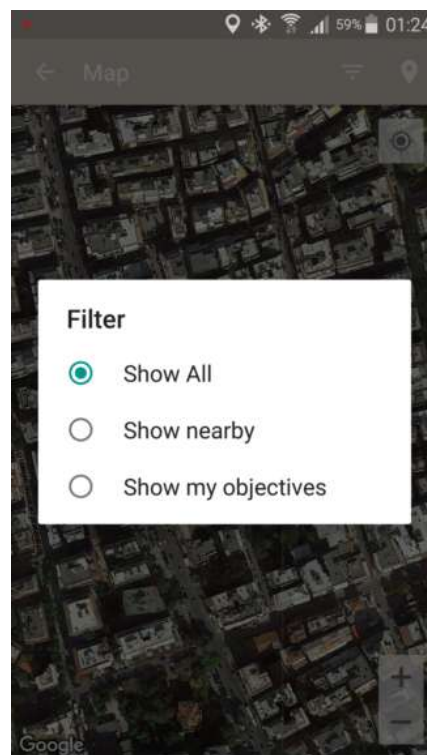 59% 01:24
Map
Filter
Show All
Show nearby
Show my objectives
+
−
Google